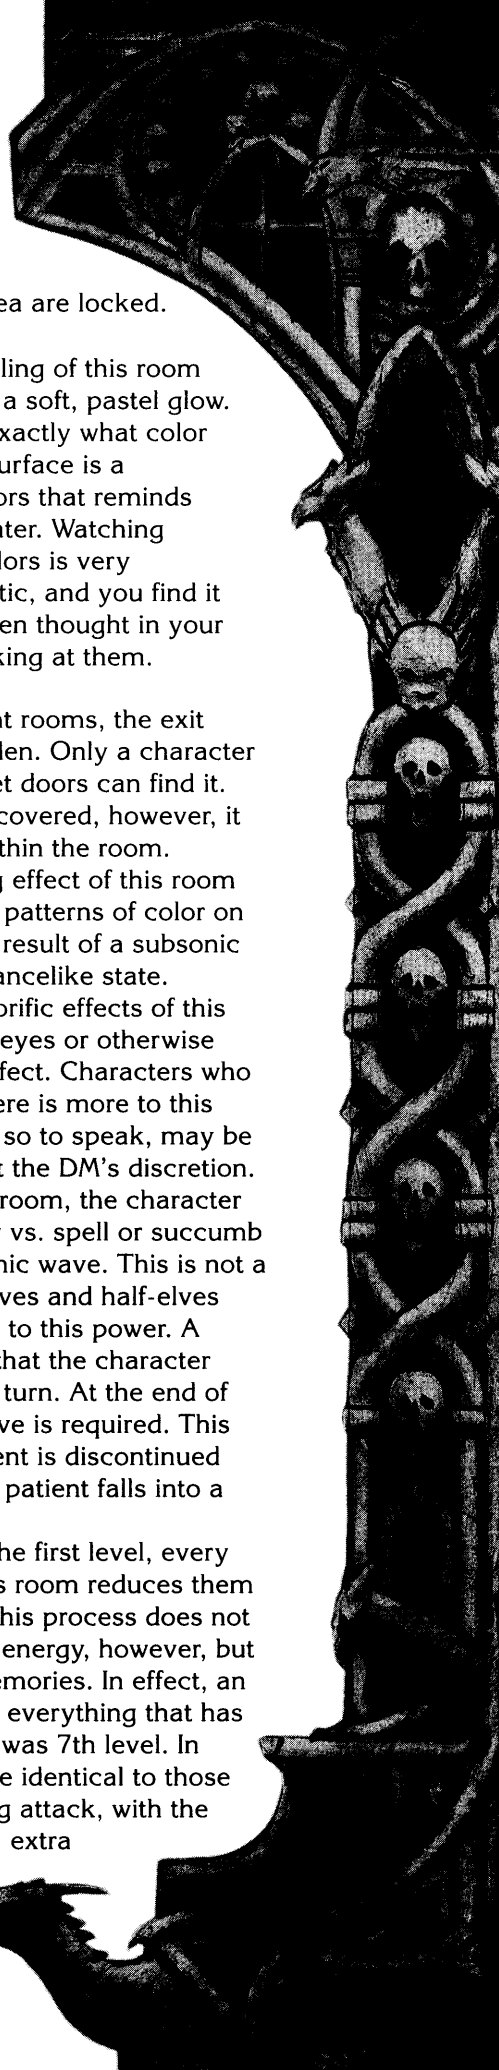 ea are locked.
ling of this room
a soft, pastel glow.
xactly what color
urface is a
ors that reminds
ater. Watching
lors is very
tic, and you find it
en thought in your
king at them.
nt rooms, the exit
len. Only a character
et doors can find it.
covered, however, it
thin the room.
g effect of this room
patterns of color on
result of a subsonic
ancelike state.
orific effects of this
eyes or otherwise
fect. Characters who
ere is more to this
so to speak, may be
t the DM's discretion.
room, the character
vs. spell or succumb
nic wave. This is not a
ves and half-elves
to this power. A
that the character
turn. At the end of
ve is required. This
ent is discontinued
patient falls into a
he first level, every
s room reduces them
his process does not
energy, however, but
emories. In effect, an
everything that has
was 7th level. In
e identical to those
g attack, with the
extra